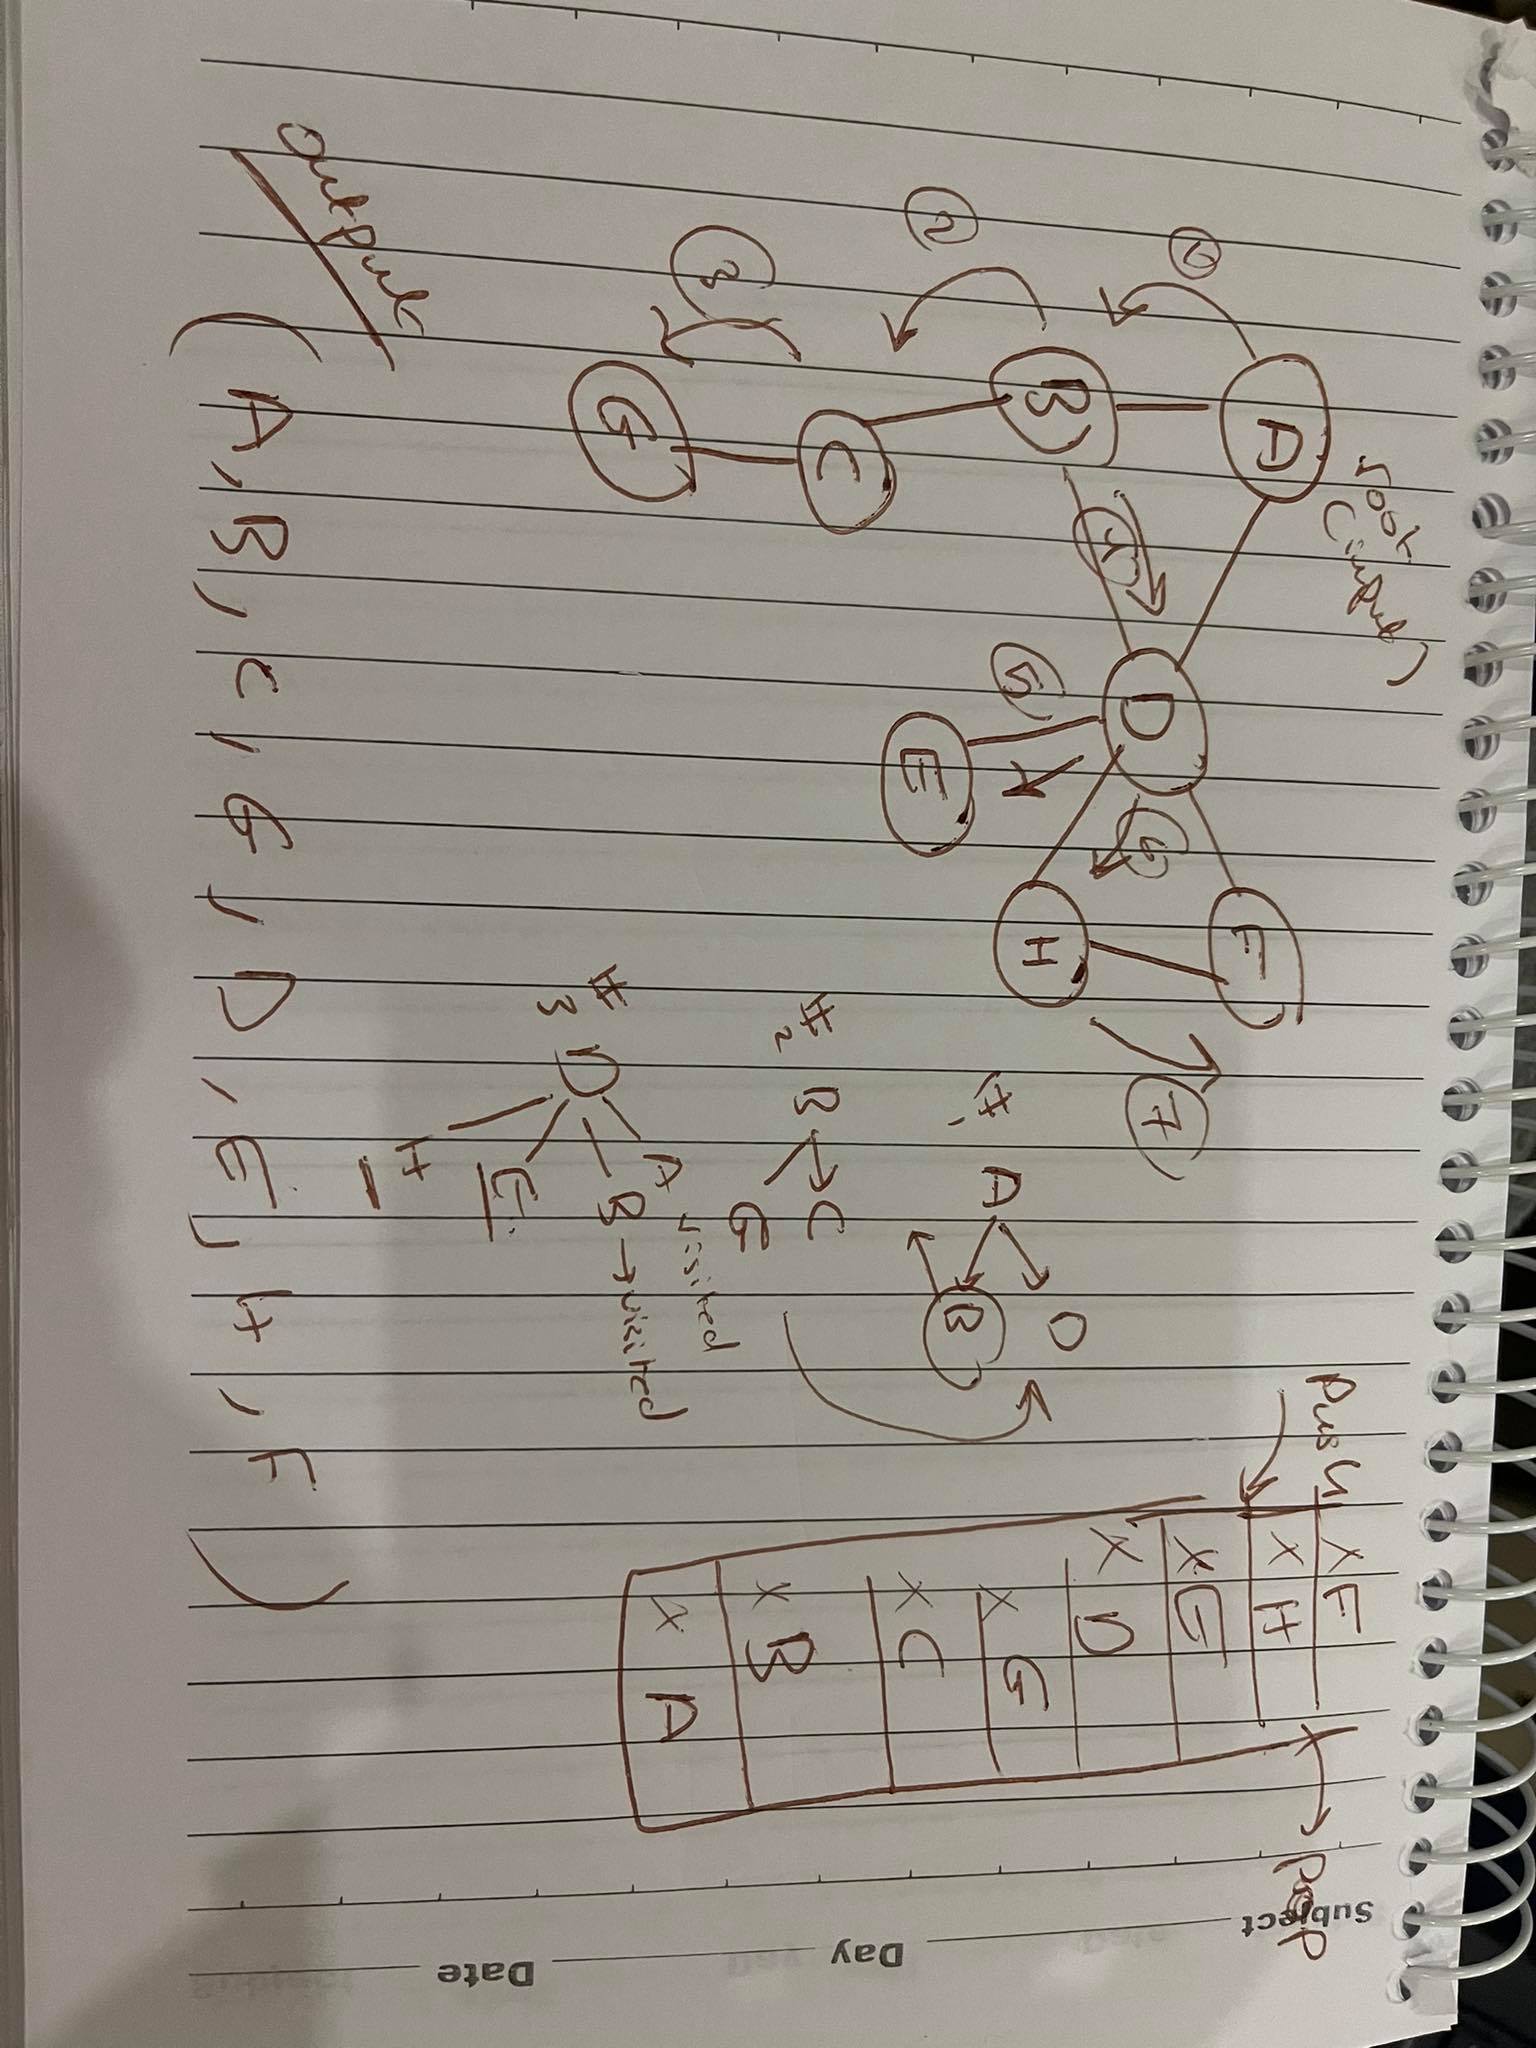 root
(input)
A
1
B
D
F
2
4
6
7
C
5
H
3
E
G
Push
Pop
X F
X H
X E
X D
X G
X C
X B
X A
#1 A
D
B
#2 B
C
G
#3 D
A visited
B → visited
E
H
Output
( A, B, C, G, D, E, H, F )
Subject
Day
Date